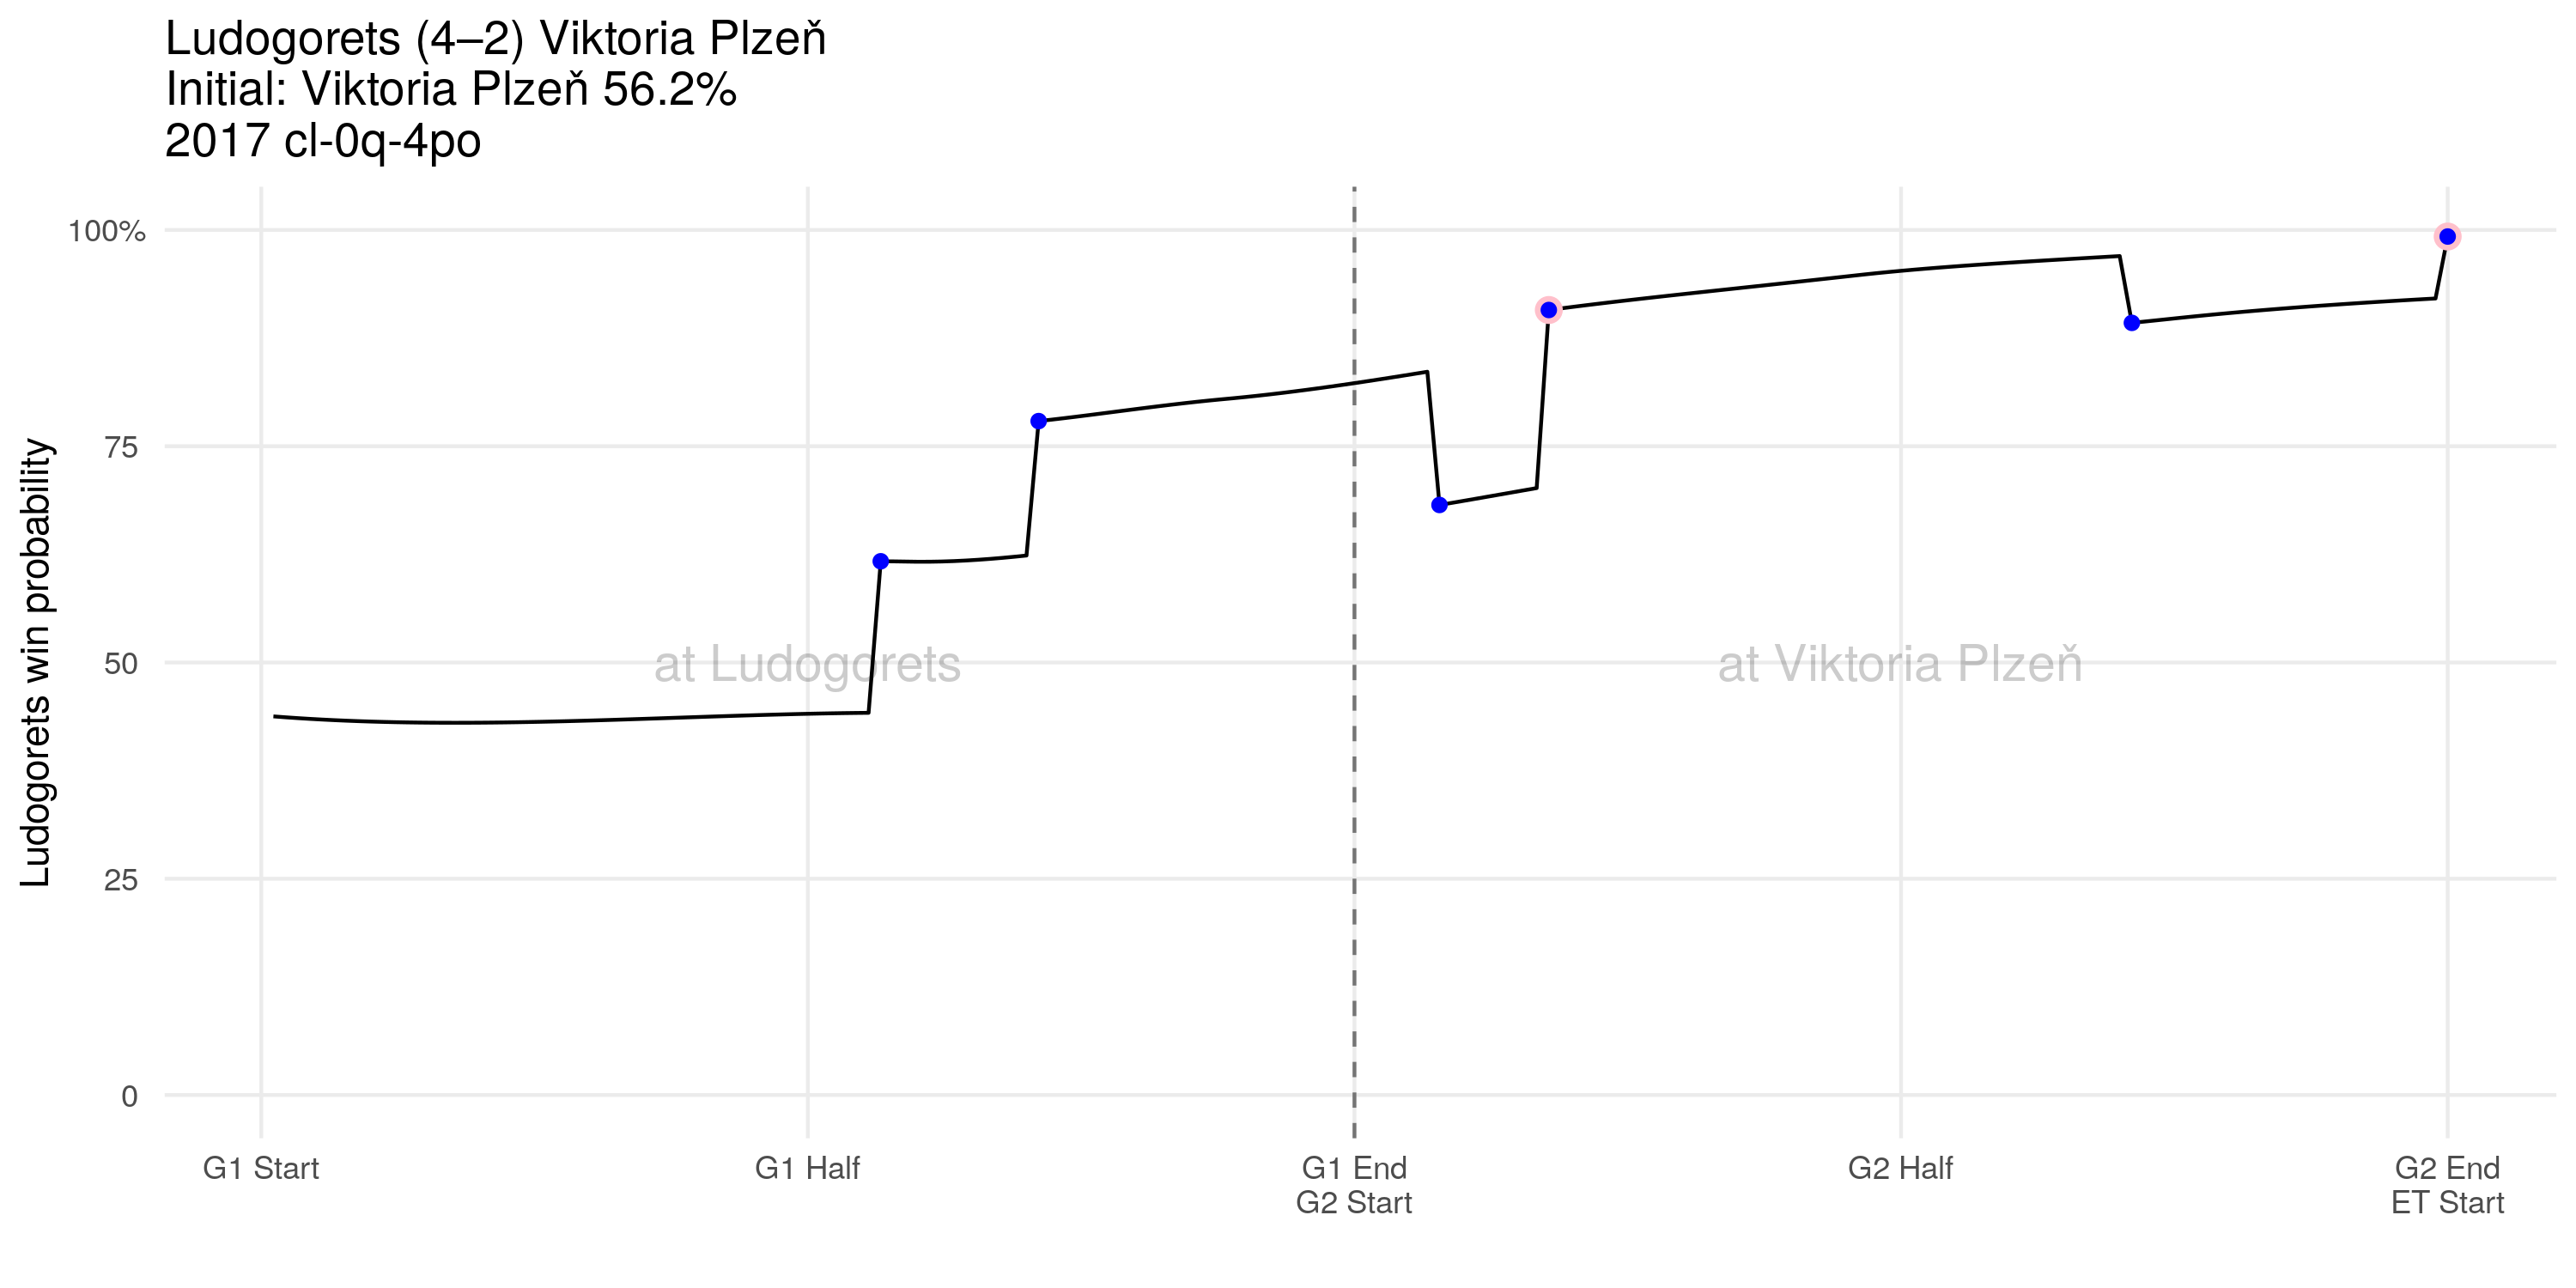 Ludogorets (4–2) Viktoria Plzeň
Initial: Viktoria Plzeň 56.2%
2017 cl-0q-4po
Ludogorets win probability
100%
75
50
25
0
at Ludogorets
at Viktoria Plzeň
G1 Start
G1 Half
G1 End
G2 Start
G2 Half
G2 End
ET Start